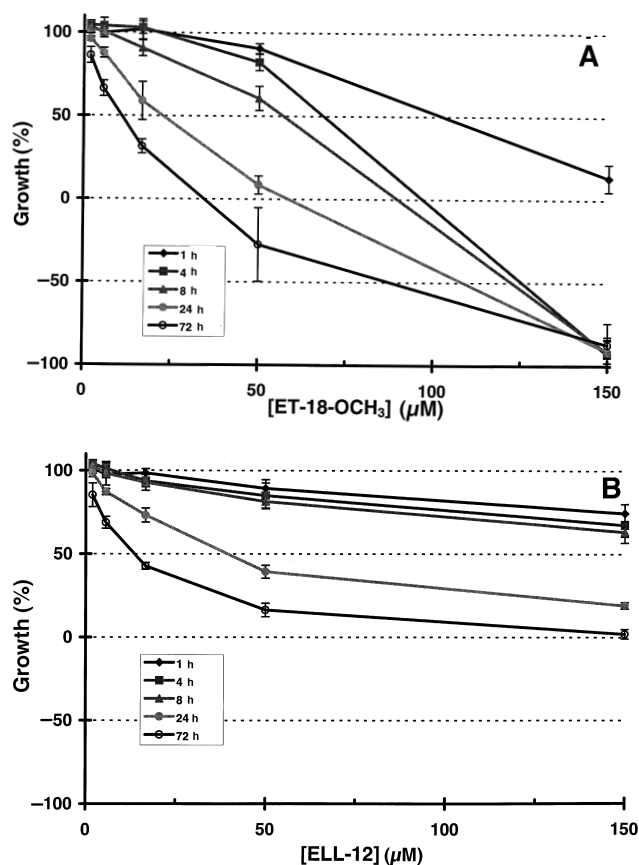 A
Growth (%)
100
50
0
−50
−100
1 h
4 h
8 h
24 h
72 h
0
50
100
150
[ET-18-OCH₃] (μM)
B
Growth (%)
100
50
0
−50
−100
1 h
4 h
8 h
24 h
72 h
0
50
100
150
[ELL-12] (μM)